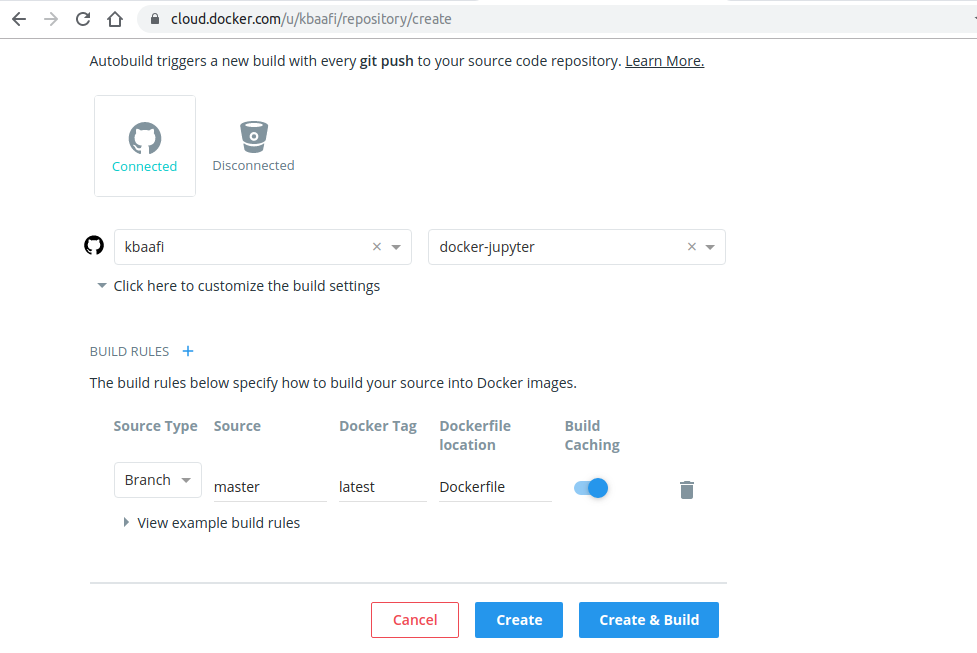 cloud.docker.com/u/kbaafi/repository/create
Autobuild triggers a new build with every git push to your source code repository. Learn More.
Connected
Disconnected
kbaafi
docker-jupyter
Click here to customize the build settings
BUILD RULES +
The build rules below specify how to build your source into Docker images.
Source Type Source Docker Tag Dockerfile location Build Caching
Branch master latest Dockerfile
View example build rules
Cancel Create Create & Build